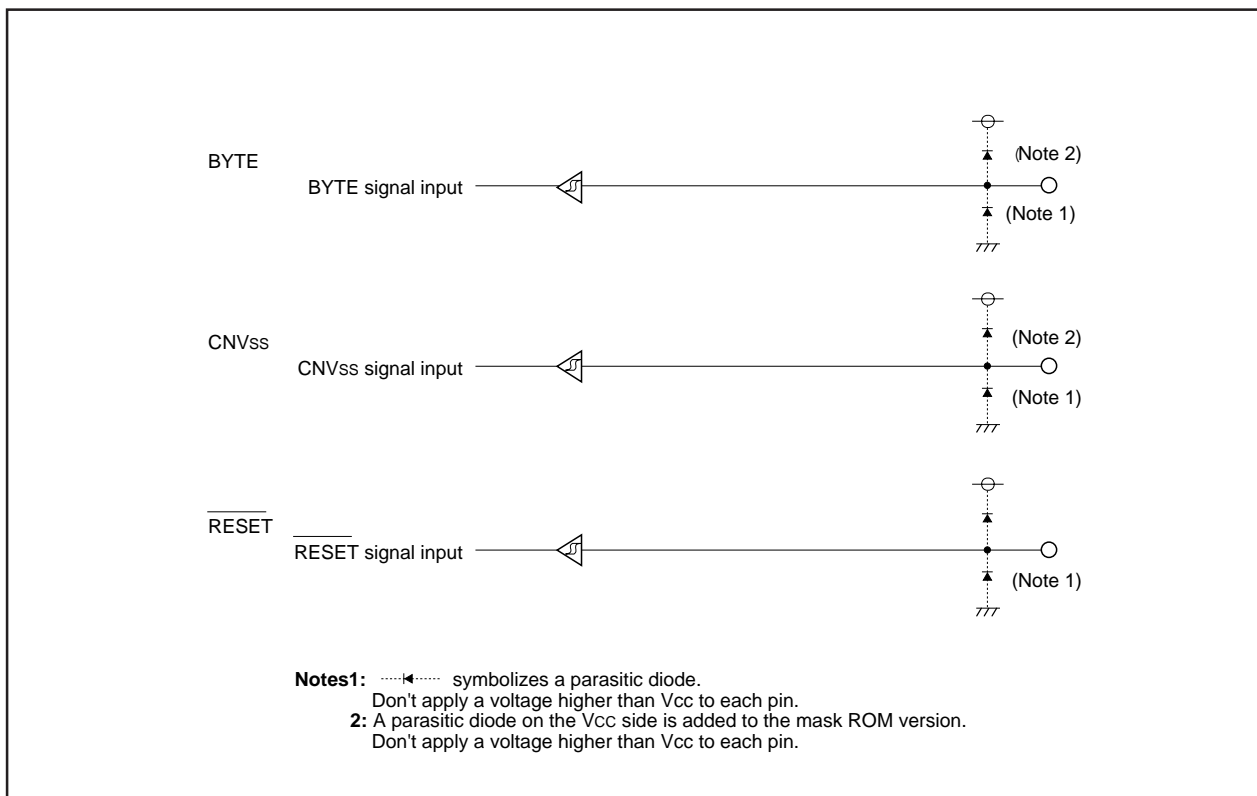 (Note 2)
BYTE
BYTE signal input
(Note 1)
CNVss
(Note 2)
CNVss signal input
(Note 1)
RESET
RESET signal input
(Note 1)
Notes1: symbolizes a parasitic diode.
Don't apply a voltage higher than Vcc to each pin.
2: A parasitic diode on the VCC side is added to the mask ROM version.
Don't apply a voltage higher than Vcc to each pin.